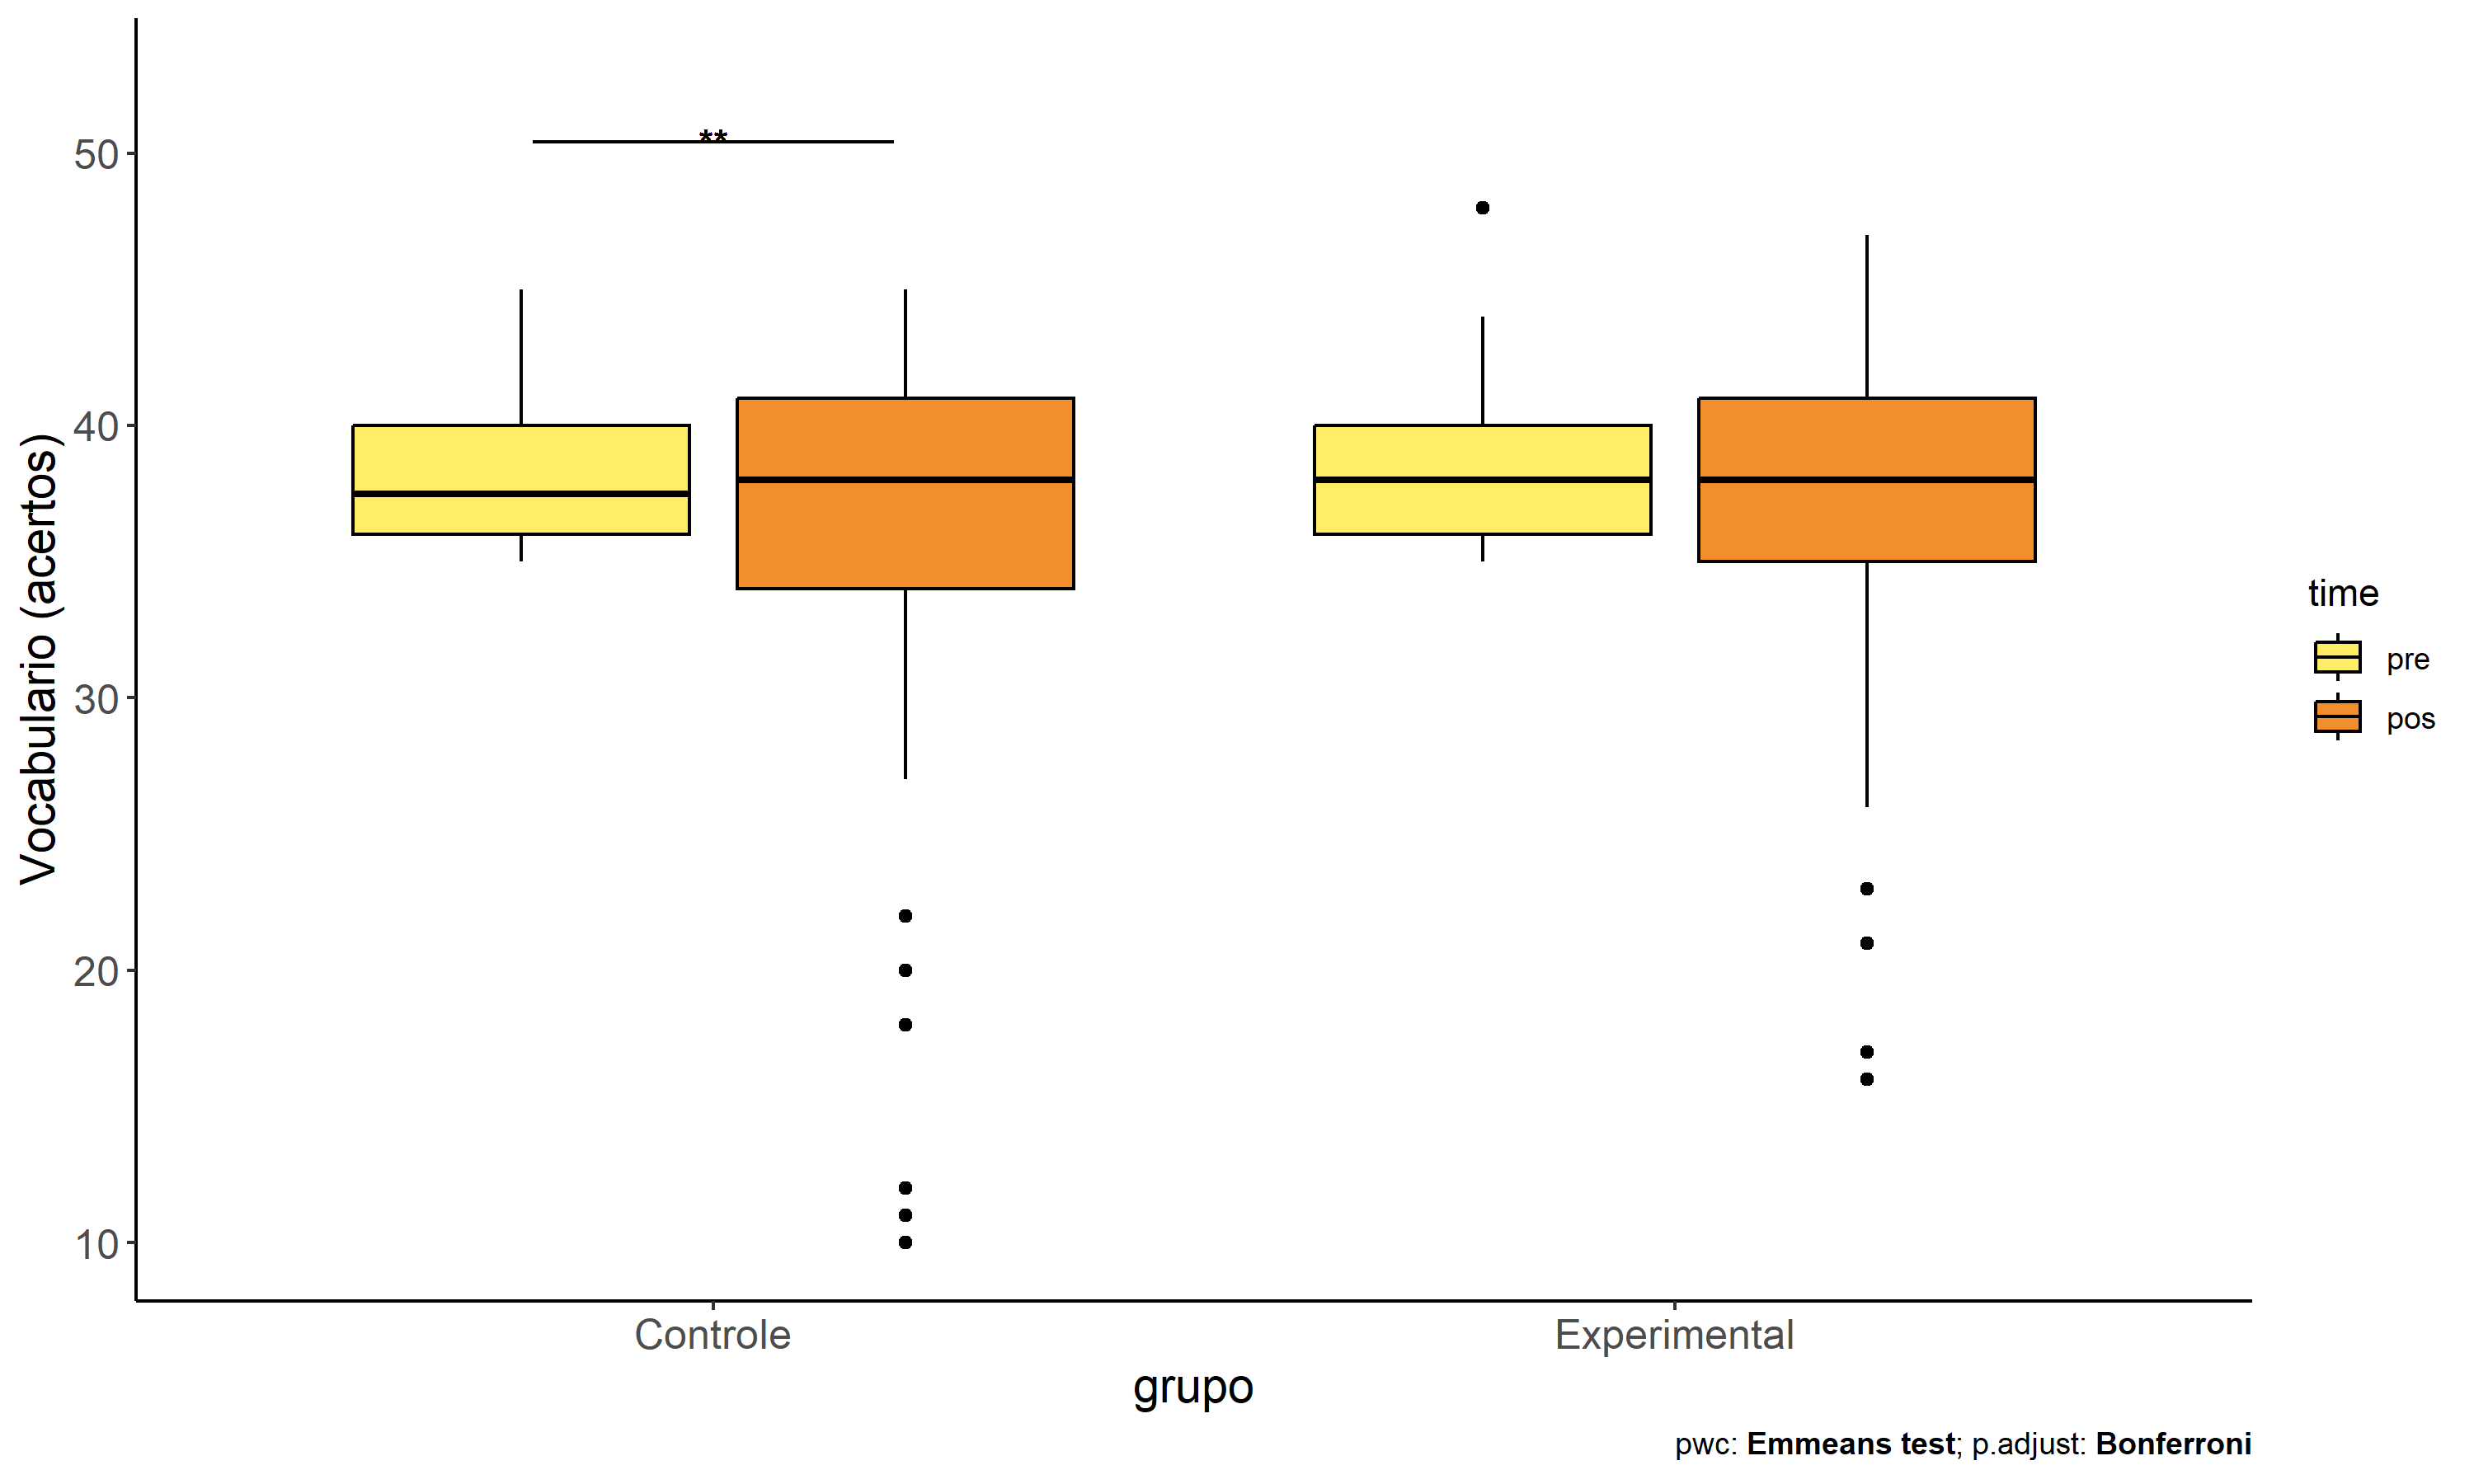 **
50
40
30
20
10
Vocabulario (acertos)
Controle
Experimental
grupo
time
pre
pos
pwc: Emmeans test; p.adjust: Bonferroni